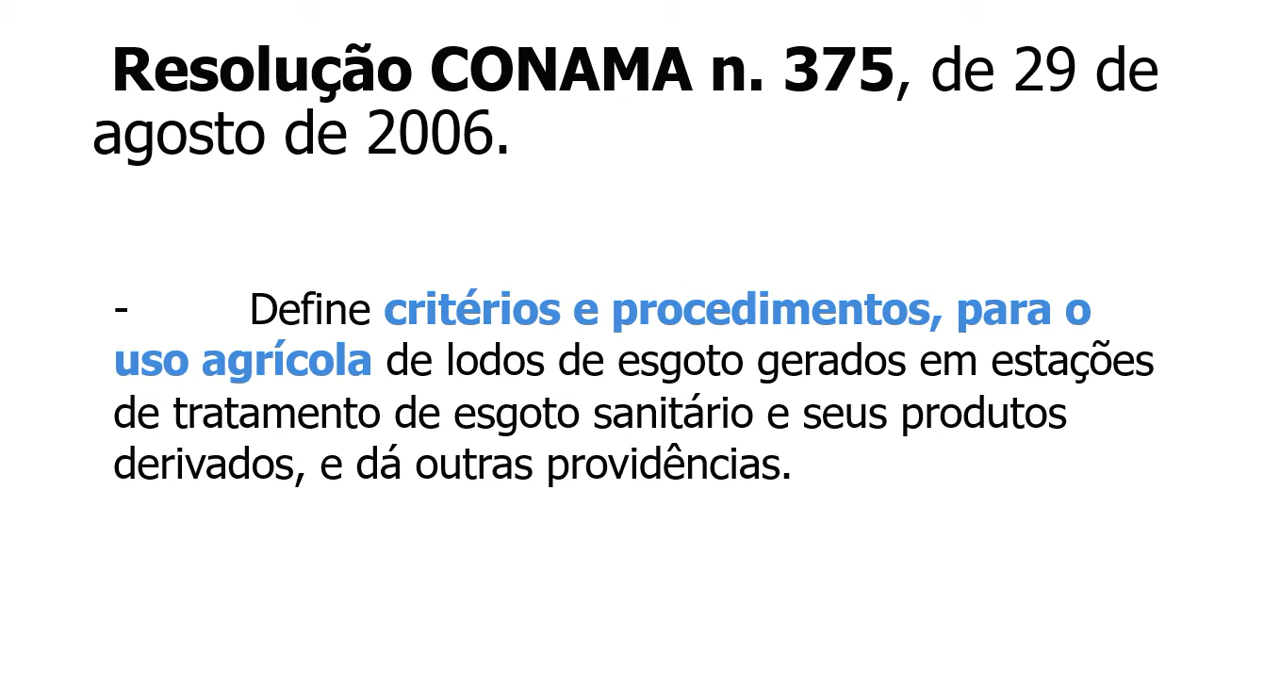 Resolução CONAMA n. 375, de 29 de
agosto de 2006.
- Define critérios e procedimentos, para o
uso agrícola de lodos de esgoto gerados em estações
de tratamento de esgoto sanitário e seus produtos
derivados, e dá outras providências.